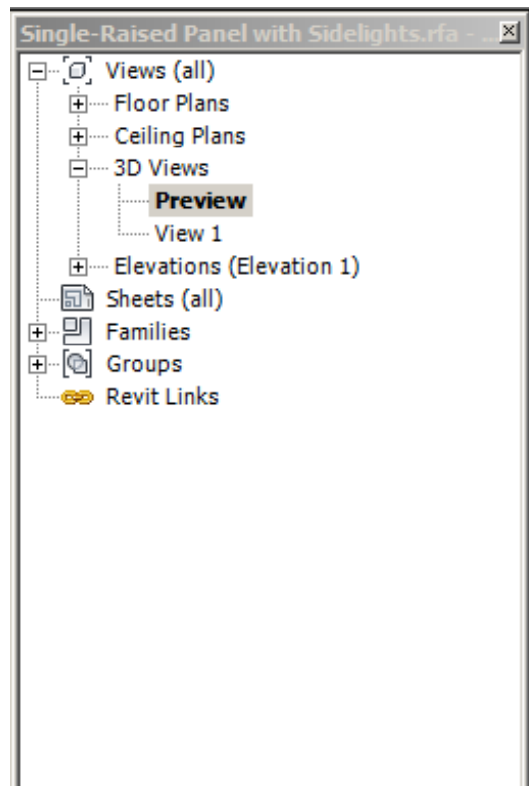 Single-Raised Panel with Sidelights.rfa - ...
Views (all)
Floor Plans
Ceiling Plans
3D Views
Preview
View 1
Elevations (Elevation 1)
Sheets (all)
Families
Groups
Revit Links